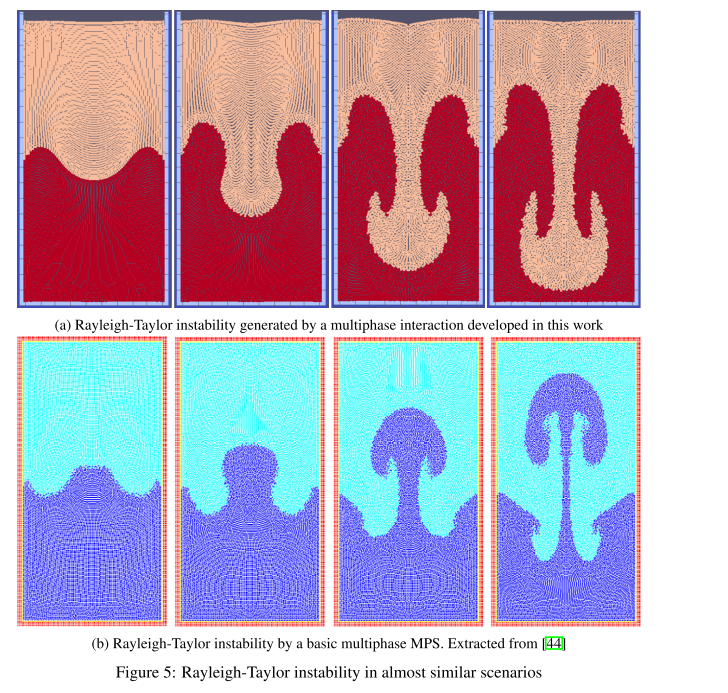 (a) Rayleigh-Taylor instability generated by a multiphase interaction developed in this work
(b) Rayleigh-Taylor instability by a basic multiphase MPS. Extracted from [44]
Figure 5: Rayleigh-Taylor instability in almost similar scenarios